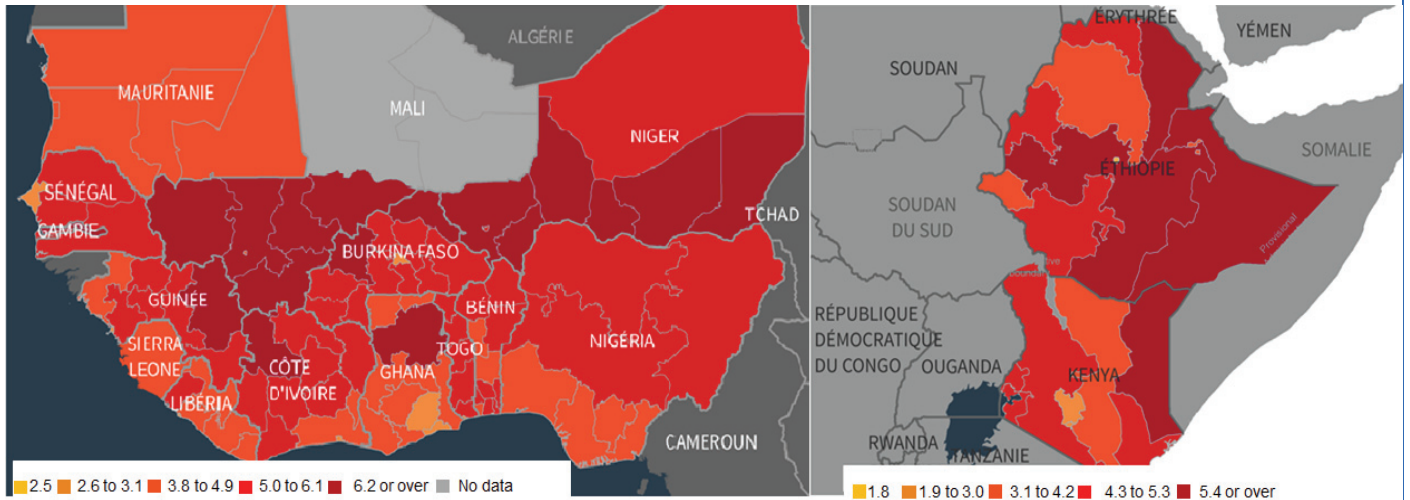 ALGÉRIE
MAURITANIE
MALI
NIGER
SÉNÉGAL
TCHAD
GAMBIE
BURKINA FASO
GUINÉE
BÉNIN
SIERRA
LEONE
NIGÉRIA
TOGO
CÔTE
D'IVOIRE
GHANA
LIBÉRIA
CAMEROUN
2.5 2.6 to 3.1 3.8 to 4.9 5.0 to 6.1 6.2 or over No data
ÉRYTHRÉE
YÉMEN
SOUDAN
SOMALIE
ÉTHIOPIE
SOUDAN
DU SUD
Provisional
boundary
RÉPUBLIQUE
DÉMOCRATIQUE
DU CONGO
OUGANDA
KENYA
RWANDA
TANZANIE
1.8 1.9 to 3.0 3.1 to 4.2 4.3 to 5.3 5.4 or over